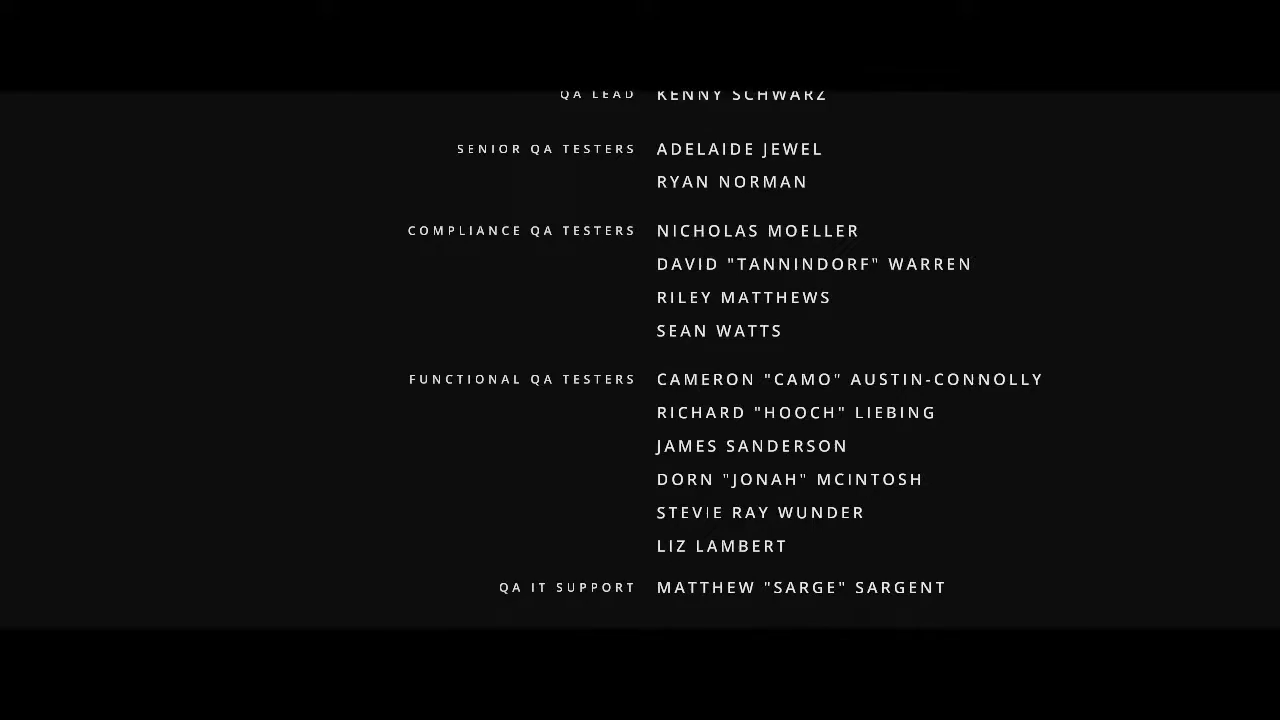 QA LEAD KENNY SCHWARZ
SENIOR QA TESTERS ADELAIDE JEWEL
RYAN NORMAN
COMPLIANCE QA TESTERS NICHOLAS MOELLER
DAVID "TANNINDORF" WARREN
RILEY MATTHEWS
SEAN WATTS
FUNCTIONAL QA TESTERS CAMERON "CAMO" AUSTIN-CONNOLLY
RICHARD "HOOCH" LIEBING
JAMES SANDERSON
DORN "JONAH" MCINTOSH
STEVIE RAY WUNDER
LIZ LAMBERT
QA IT SUPPORT MATTHEW "SARGE" SARGENT